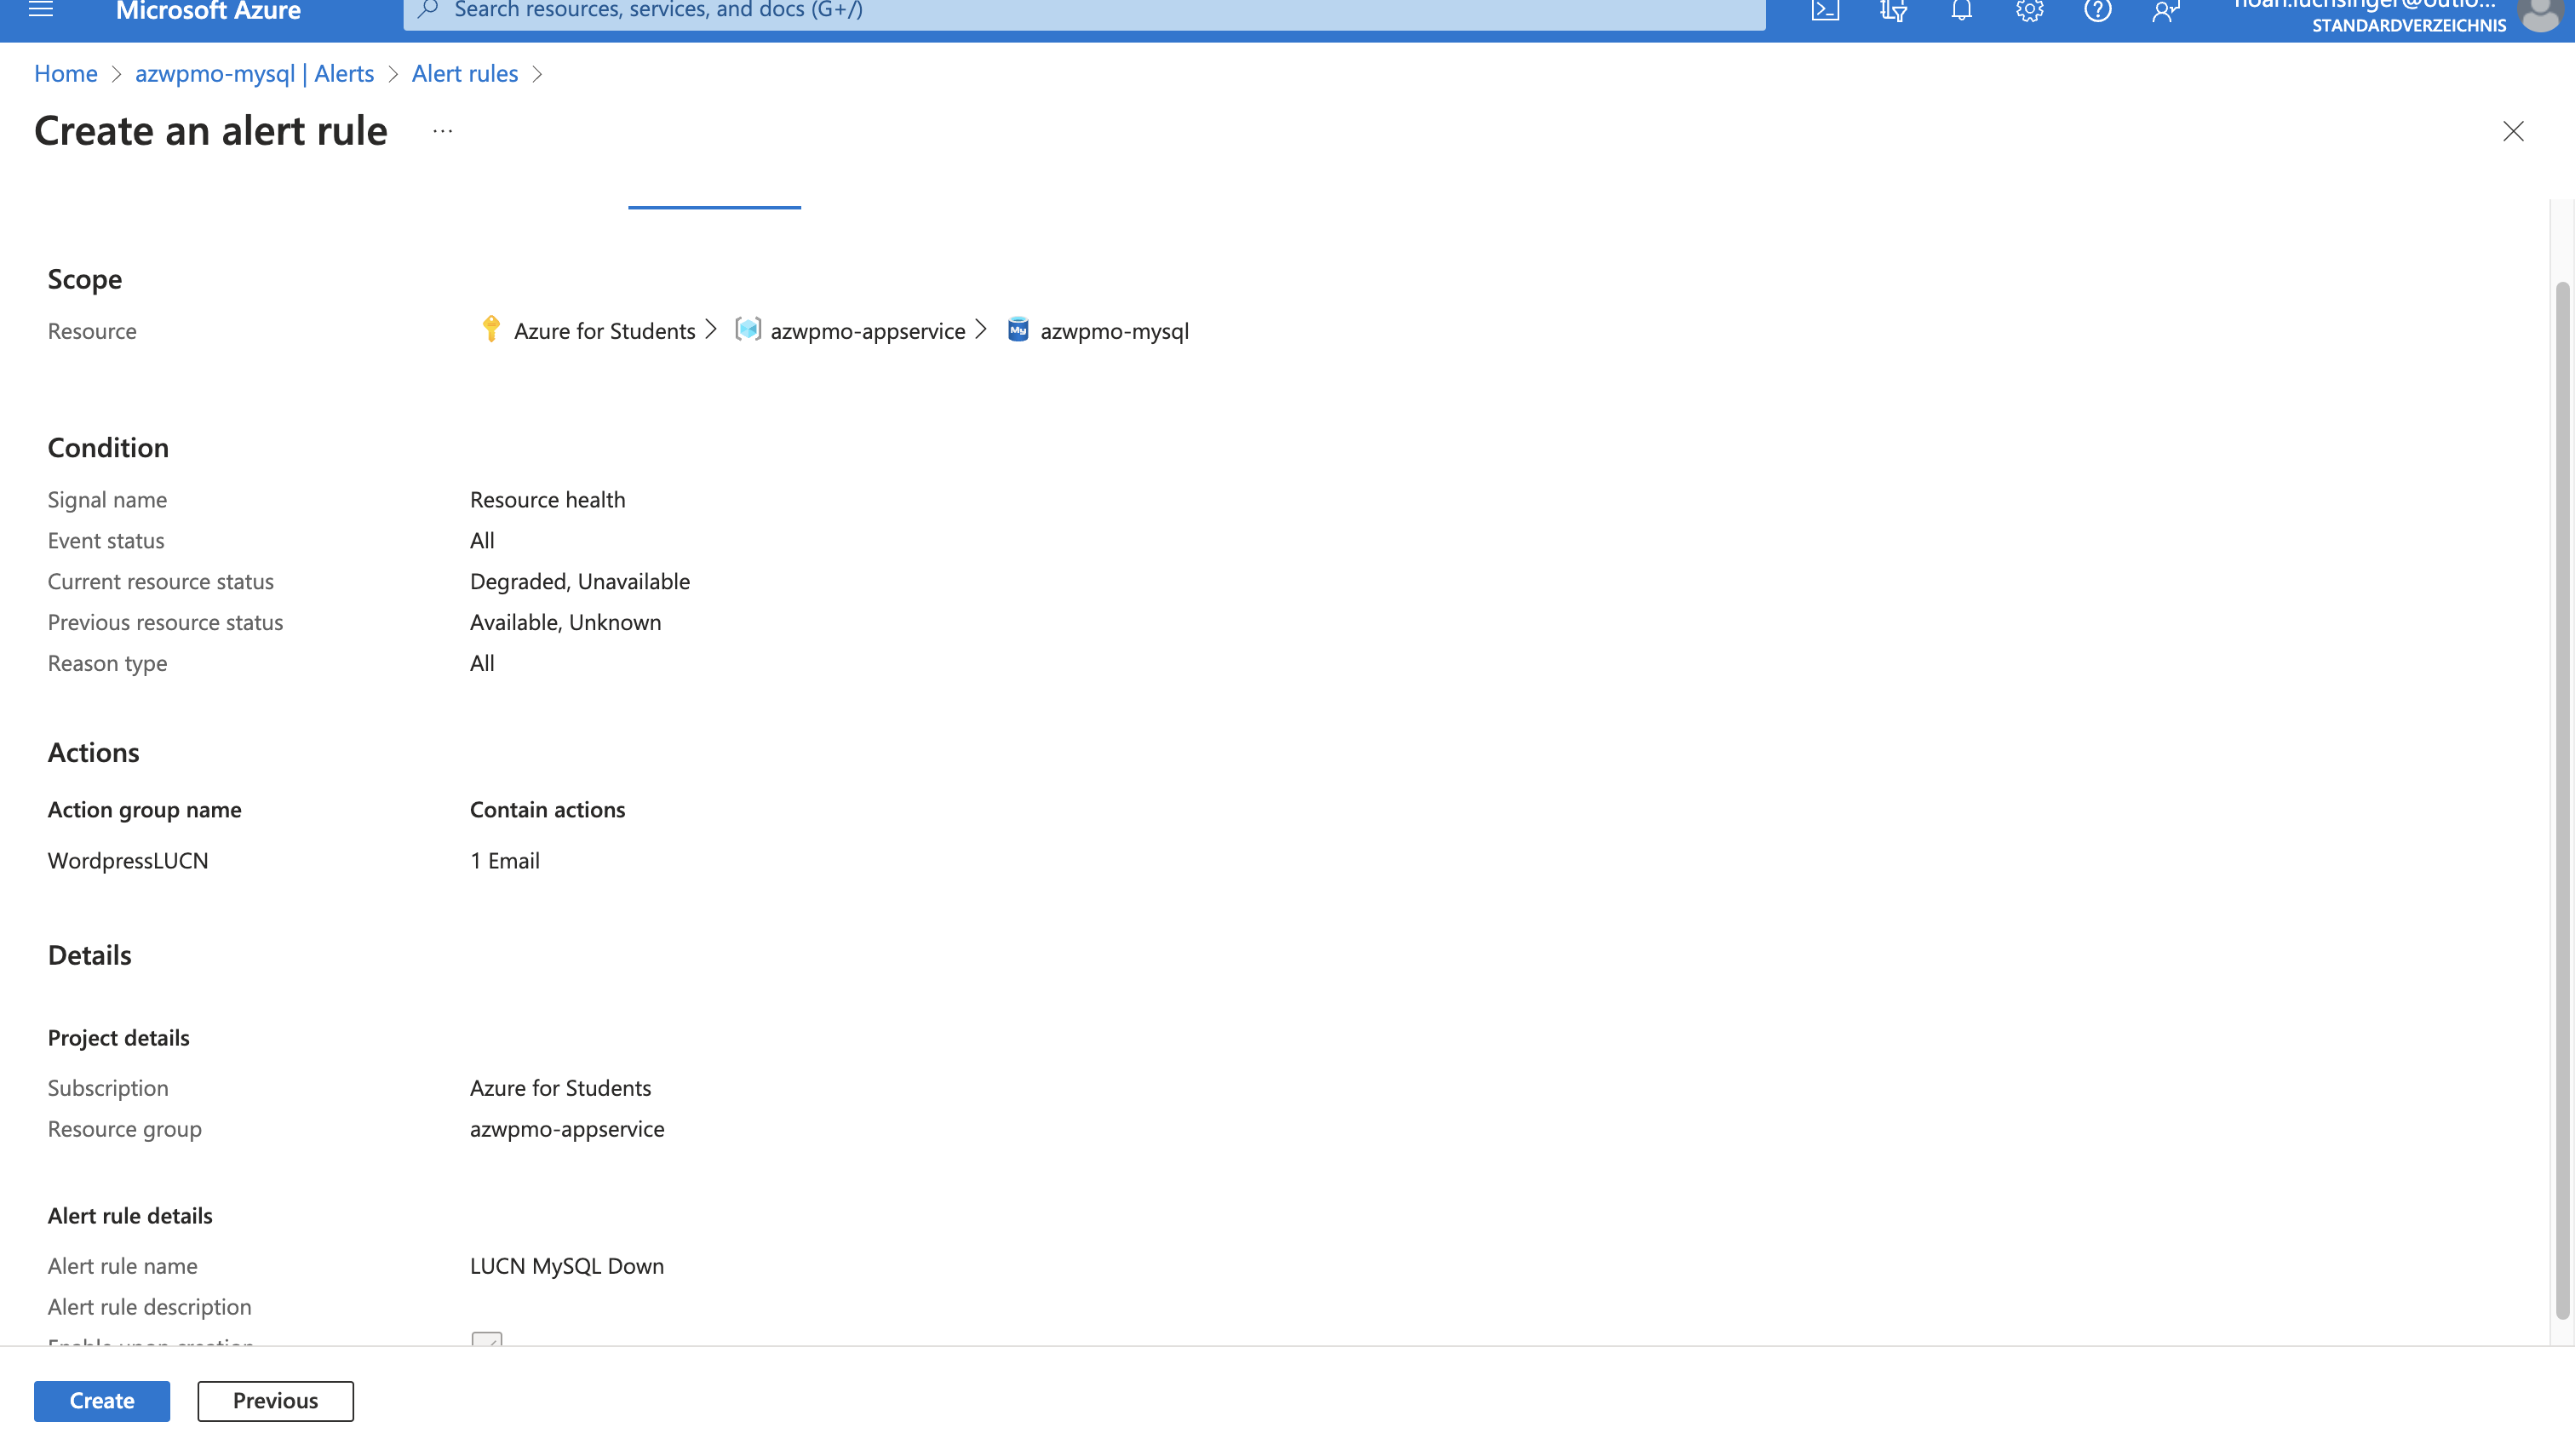 Microsoft Azure
Search resources, services, and docs (G+/)
STANDARDVERZEICHNIS
Home > azwpmo-mysql | Alerts > Alert rules >
Create an alert rule ...
Scope
Resource Azure for Students > azwpmo-appservice > My azwpmo-mysql
Condition
Signal name Resource health
Event status All
Current resource status Degraded, Unavailable
Previous resource status Available, Unknown
Reason type All
Actions
Action group name Contain actions
WordpressLUCN 1 Email
Details
Project details
Subscription Azure for Students
Resource group azwpmo-appservice
Alert rule details
Alert rule name LUCN MySQL Down
Alert rule description
Enable upon creation
Create Previous